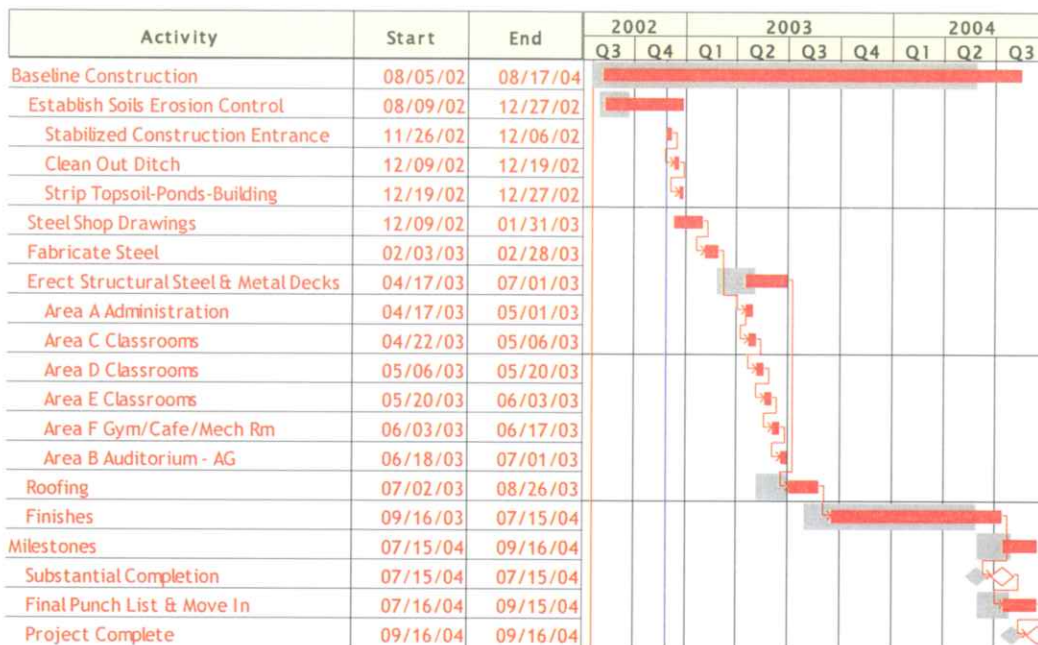 Activity Start End 2002 2003 2004
Q3 Q4 Q1 Q2 Q3 Q4 Q1 Q2 Q3
Baseline Construction 08/05/02 08/17/04
Establish Soils Erosion Control 08/09/02 12/27/02
Stabilized Construction Entrance 11/26/02 12/06/02
Clean Out Ditch 12/09/02 12/19/02
Strip Topsoil-Ponds-Building 12/19/02 12/27/02
Steel Shop Drawings 12/09/02 01/31/03
Fabricate Steel 02/03/03 02/28/03
Erect Structural Steel & Metal Decks 04/17/03 07/01/03
Area A Administration 04/17/03 05/01/03
Area C Classrooms 04/22/03 05/06/03
Area D Classrooms 05/06/03 05/20/03
Area E Classrooms 05/20/03 06/03/03
Area F Gym/Cafe/Mech Rm 06/03/03 06/17/03
Area B Auditorium - AG 06/18/03 07/01/03
Roofing 07/02/03 08/26/03
Finishes 09/16/03 07/15/04
Milestones 07/15/04 09/16/04
Substantial Completion 07/15/04 07/15/04
Final Punch List & Move In 07/16/04 09/15/04
Project Complete 09/16/04 09/16/04